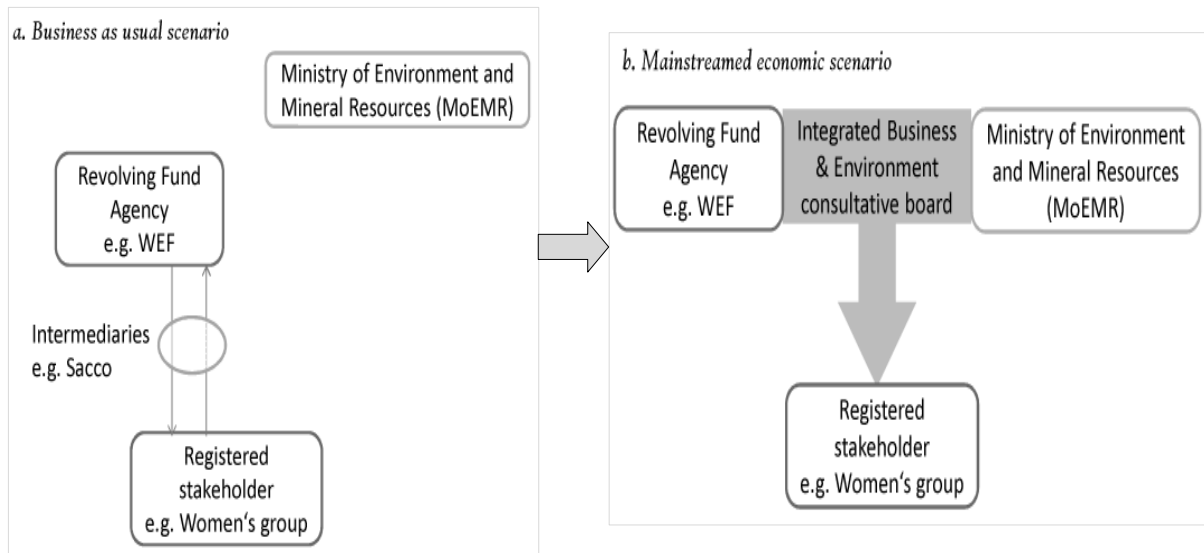 a. Business as usual scenario
Ministry of Environment and
Mineral Resources (MoEMR)
Revolving Fund
Agency
e.g. WEF
Intermediaries
e.g. Sacco
Registered
stakeholder
e.g. Women‘s group
b. Mainstreamed economic scenario
Revolving Fund
Agency
e.g. WEF
Integrated Business
& Environment
consultative board
Ministry of Environment
and Mineral Resources
(MoEMR)
Registered
stakeholder
e.g. Women‘s group